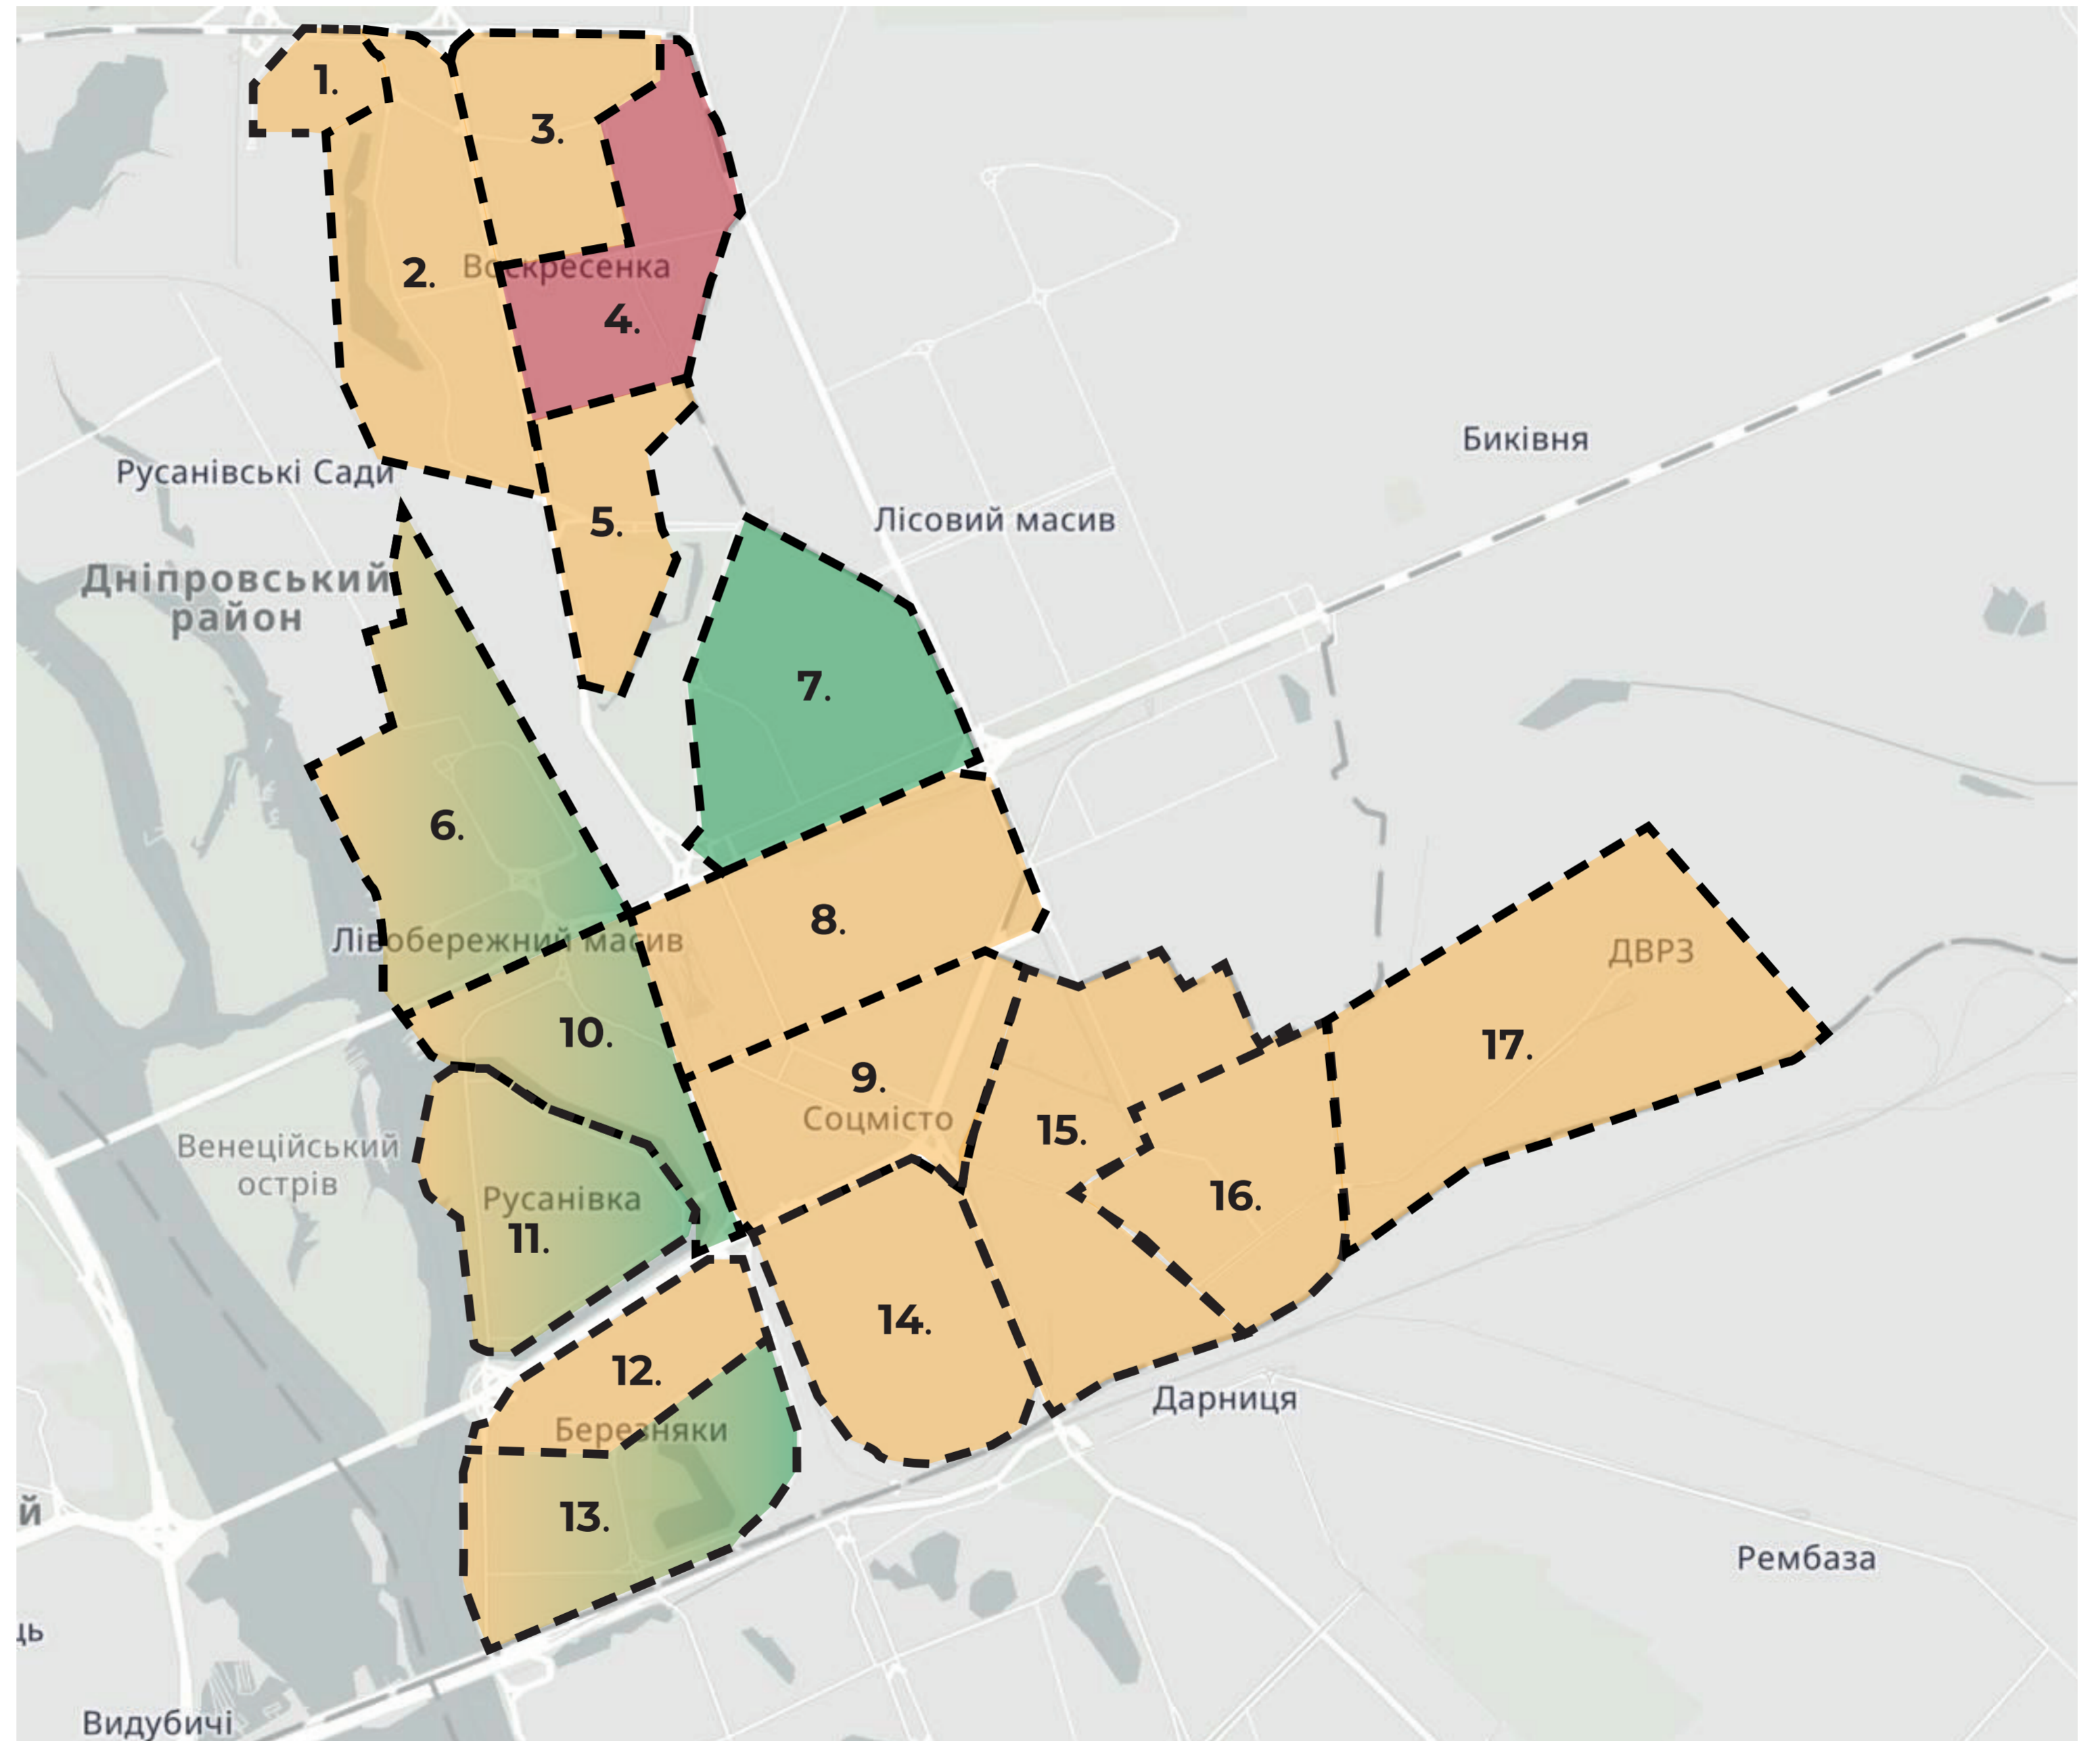 1.
3.
2.
Воскресенка
4.
Биківня
Русанівські Сади
5.
Лісовий масив
Дніпровський
район
7.
6.
8.
Лівобережний масив
ДВРЗ
10.
17.
9.
Соцмісто
15.
Венеційський
острів
Русанівка
16.
11.
14.
12.
Дарниця
Березняки
й
13.
Рембаза
ць
Видубичі